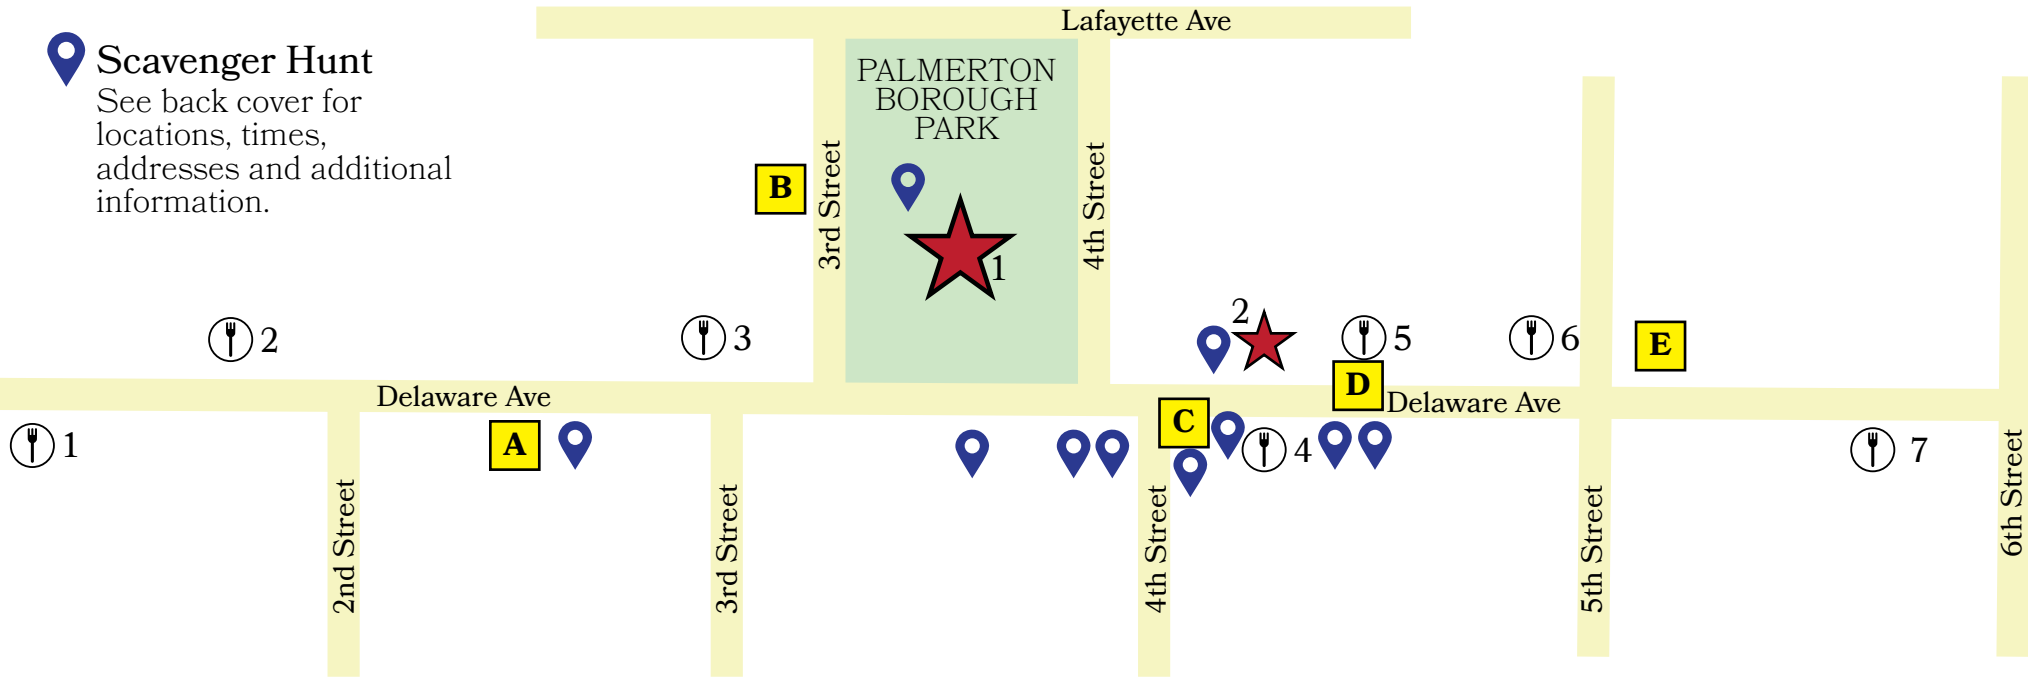 Lafayette Ave
Scavenger Hunt
See back cover for
locations, times,
addresses and additional
information.
PALMERTON
BOROUGH
PARK
B
3rd Street
4th Street
1
2
2
3
5
6
E
D
Delaware Ave
Delaware Ave
1
A
C
4
7
2nd Street
3rd Street
4th Street
5th Street
6th Street